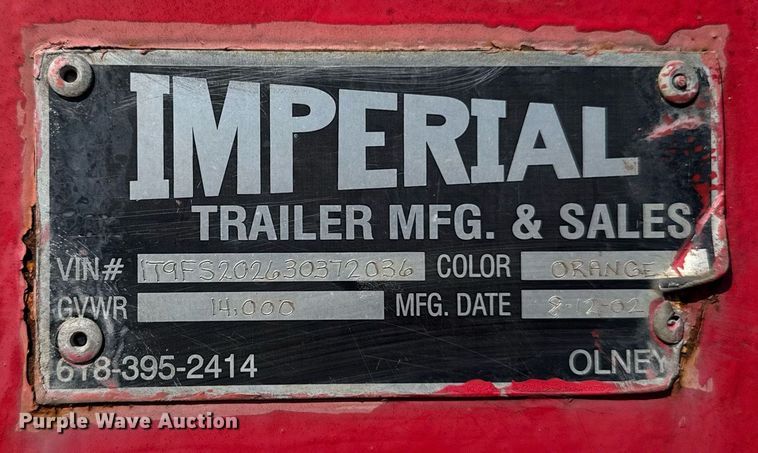 IMPERIAL
TRAILER MFG. & SALES
VIN# 1T9FS202630372036 COLOR ORANGE
GVWR 14,000 MFG. DATE 9-12-02
618-395-2414 OLNEY
Purple Wave Auction